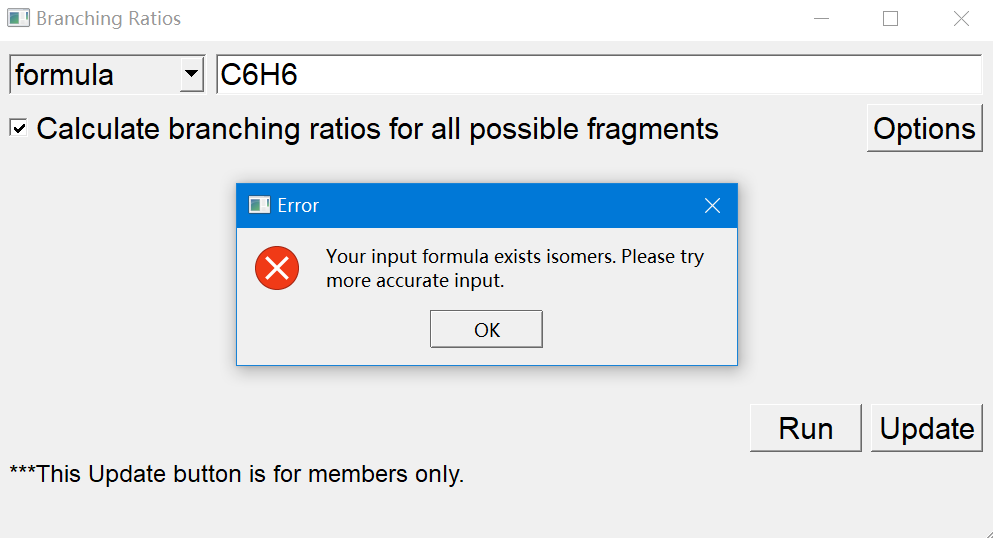 Branching Ratios
formula
C6H6
Calculate branching ratios for all possible fragments
Options
Error
Your input formula exists isomers. Please try
more accurate input.
OK
Run
Update
***This Update button is for members only.